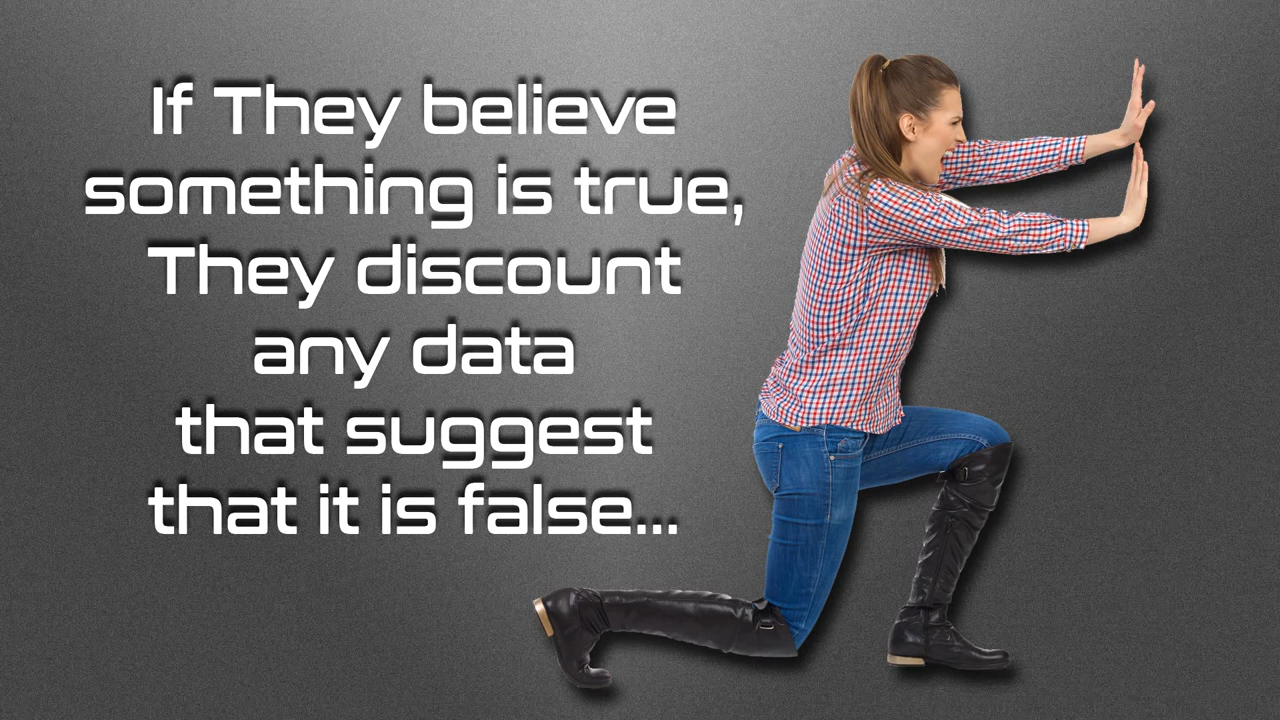 If They believe
something is true,
They discount
any data
that suggest
that it is false...